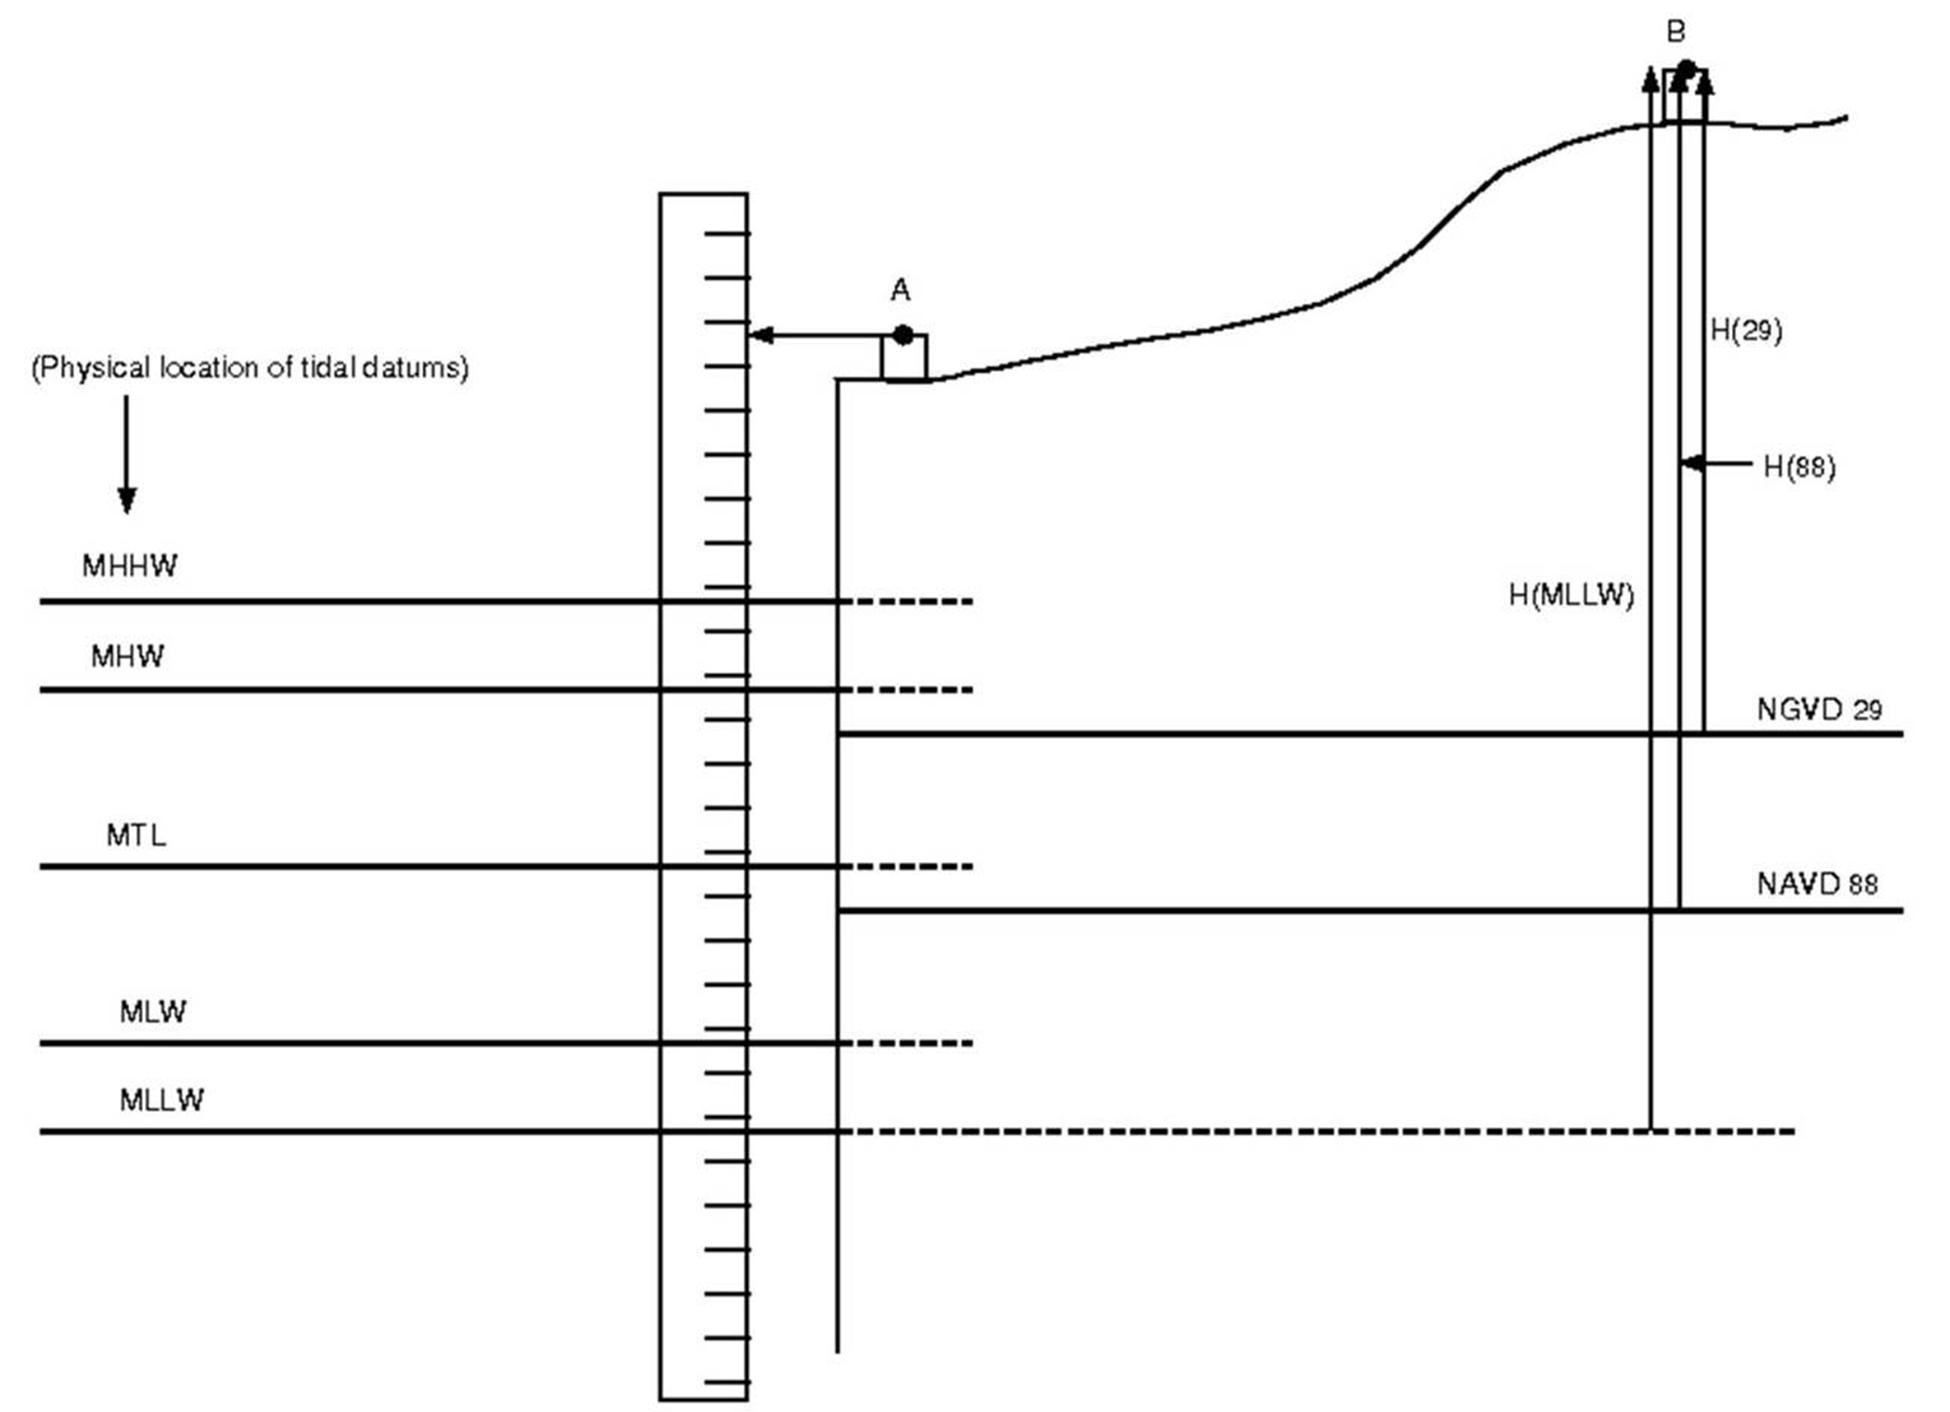 B
A
H(29)
(Physical location of tidal datums)
H(88)
MHHW
H(MLLW)
MHW
NGVD 29
MTL
NAVD 88
MLW
MLLW